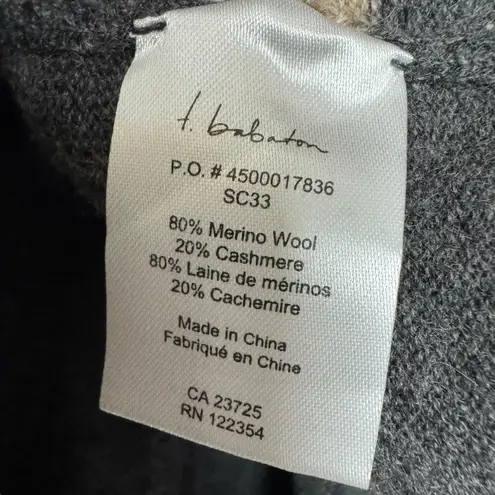 t. babaton
P.O. # 4500017836
SC33
80% Merino Wool
20% Cashmere
80% Laine de mérinos
20% Cachemire
Made in China
Fabriqué en Chine
CA 23725
RN 122354